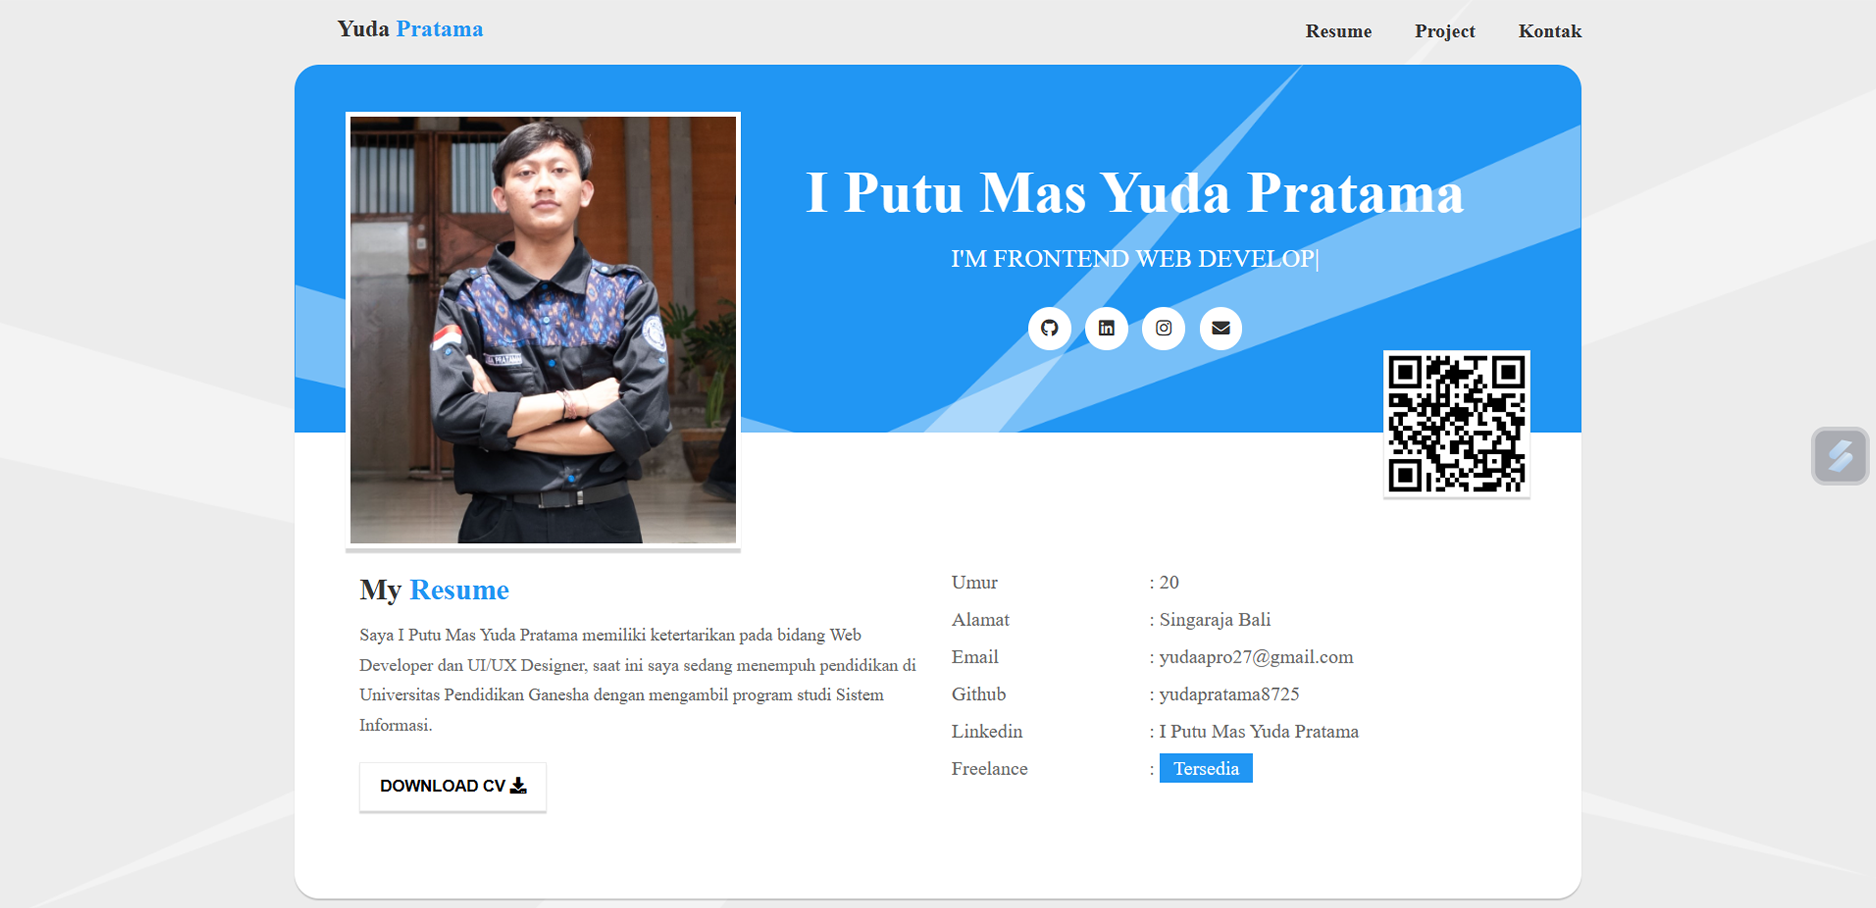 Yuda Pratama
Resume Project Kontak
I Putu Mas Yuda Pratama
I'M FRONTEND WEB DEVELOP|
My Resume
Saya I Putu Mas Yuda Pratama memiliki ketertarikan pada bidang Web
Developer dan UI/UX Designer, saat ini saya sedang menempuh pendidikan di
Universitas Pendidikan Ganesha dengan mengambil program studi Sistem
Informasi.
DOWNLOAD CV
Umur : 20
Alamat : Singaraja Bali
Email : yudaapro27@gmail.com
Github : yudapratama8725
Linkedin : I Putu Mas Yuda Pratama
Freelance : Tersedia